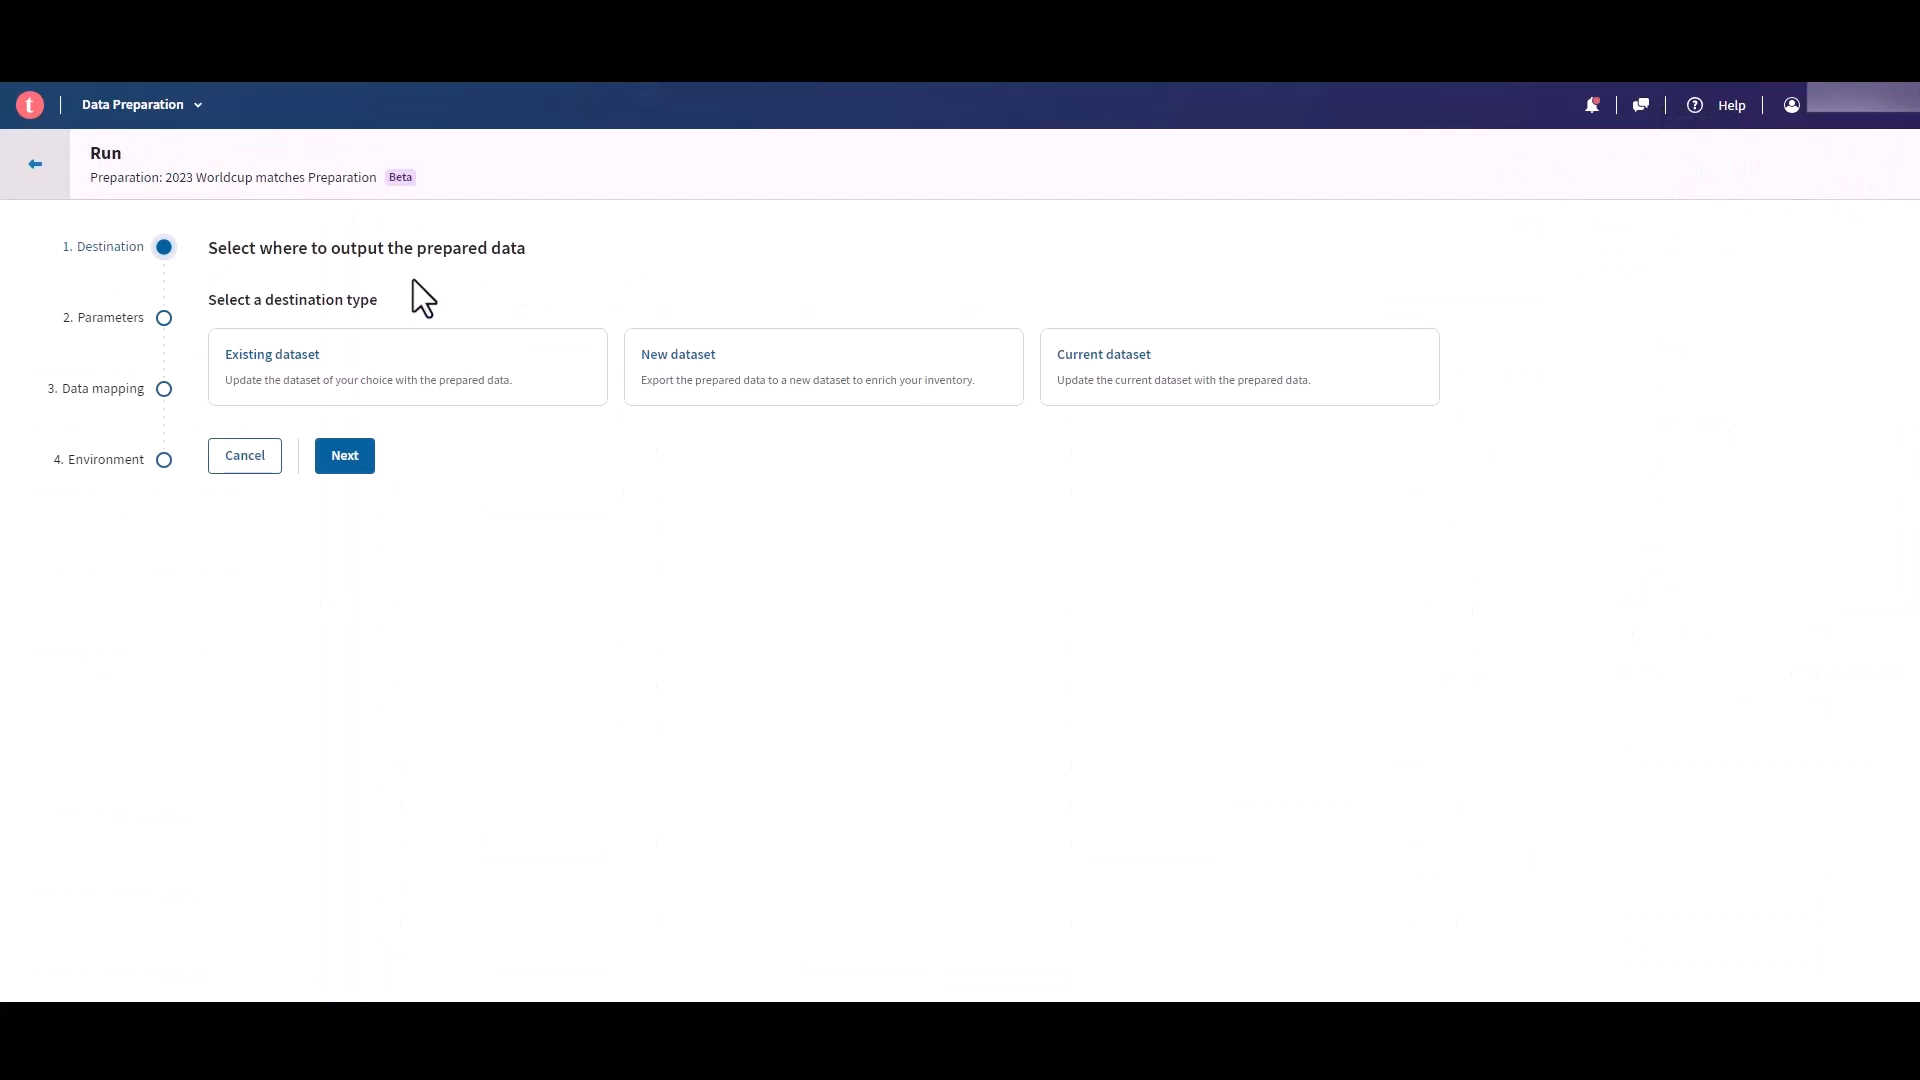 t
Data Preparation
Help
Run
Preparation: 2023 Worldcup matches Preparation Beta
1. Destination
2. Parameters
3. Data mapping
4. Environment
Select where to output the prepared data
Select a destination type
Existing dataset
Update the dataset of your choice with the prepared data.
New dataset
Export the prepared data to a new dataset to enrich your inventory.
Current dataset
Update the current dataset with the prepared data.
Cancel
Next